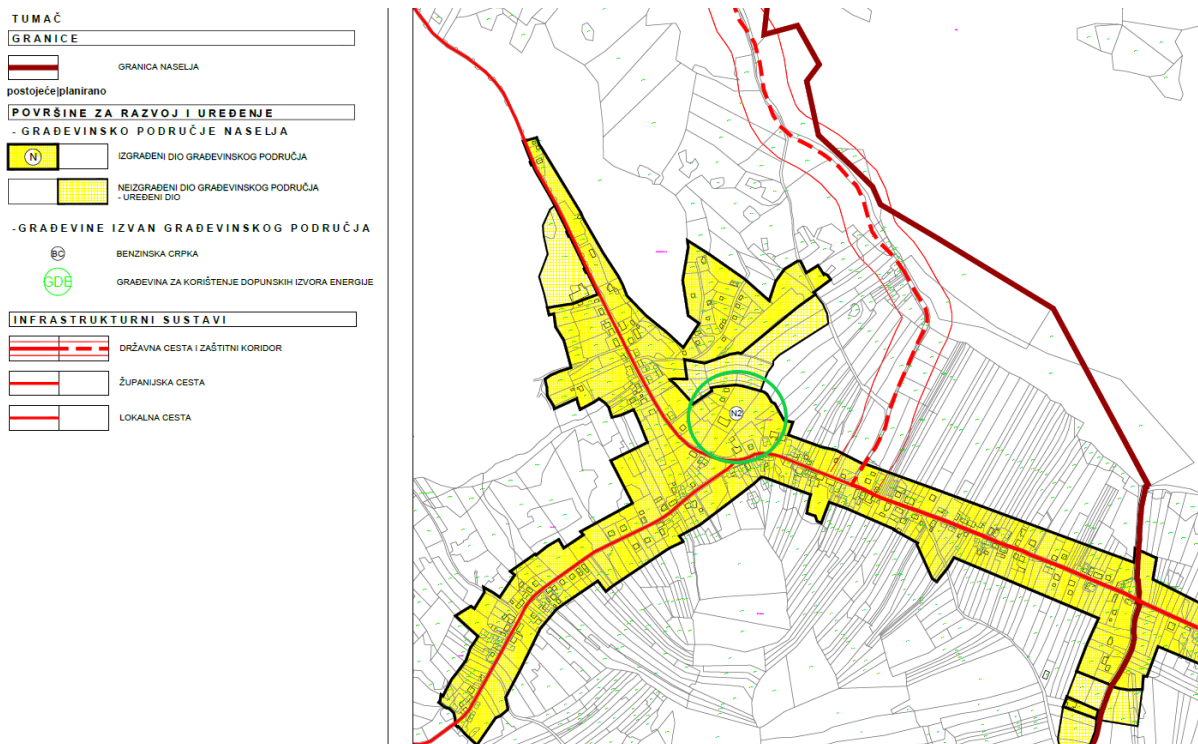 TUMAČ
GRANICE
GRANICA NASELJA
postojeće|planirano
POVRŠINE ZA RAZVOJ I UREĐENJE
- GRAĐEVINSKO PODRUČJE NASELJA
N
IZGRAĐENI DIO GRAĐEVINSKOG PODRUČJA
NEIZGRAĐENI DIO GRAĐEVINSKOG PODRUČJA
- UREĐENI DIO
-GRAĐEVINE IZVAN GRAĐEVINSKOG PODRUČJA
BC
BENZINSKA CRPKA
GDE
GRAĐEVINA ZA KORIŠTENJE DOPUNSKIH IZVORA ENERGIJE
INFRASTRUKTURNI SUSTAVI
DRŽAVNA CESTA I ZAŠTITNI KORIDOR
ŽUPANIJSKA CESTA
LOKALNA CESTA
N2